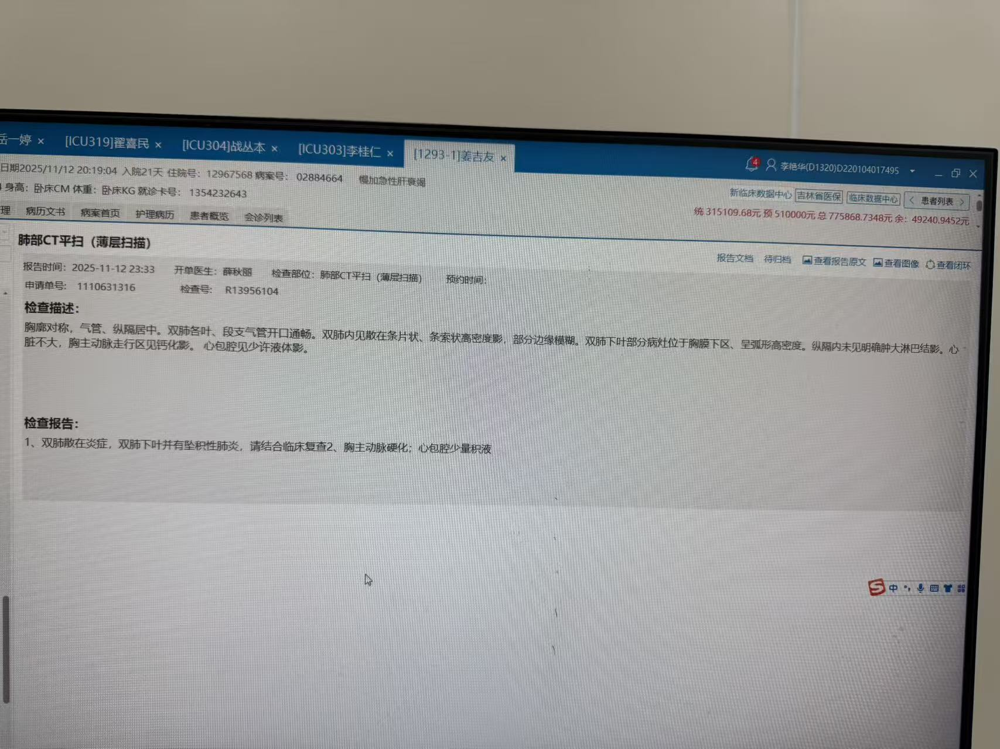 岳一婷 × [ICU319]翟喜民 × [ICU304]战丛本 × [ICU303]李桂仁 × [1293-1]姜吉友 × 4 李艳华(D1320)D220104017495
日期2025/11/12 20:19:04 入院21天 住院号: 12967568 病案号: 02884664 慢加急性肝衰竭
身高: 卧床CM 体重: 卧床KG 就诊卡号: 1354232643
新临床数据中心 吉林省医保 临床数据中心 < 患者列表 >
统 315109.68元 预 510000元 总 775868.7348元 余: 49240.9452元
理 病历文书 病案首页 护理病历 患者概览 会诊列表
肺部CT平扫（薄层扫描）
报告文档 待归档 查看报告原文 查看图像 查看闭环
报告时间: 2025-11-12 23:33 开单医生: 薛秋丽 检查部位: 肺部CT平扫（薄层扫描） 预约时间:
申请单号: 1110631316 检查号: R13956104
检查描述:
胸廓对称，气管、纵隔居中。双肺各叶、段支气管开口通畅。双肺内见散在条片状、条索状高密度影，部分边缘模糊。双肺下叶部分病灶位于胸膜下区、呈弧形高密度。纵隔内未见明确肿大淋巴结影。心
脏不大，胸主动脉走行区见钙化影。 心包腔见少许液体影。
检查报告:
1、双肺散在炎症，双肺下叶并有坠积性肺炎，请结合临床复查2、胸主动脉硬化；心包腔少量积液
S 中